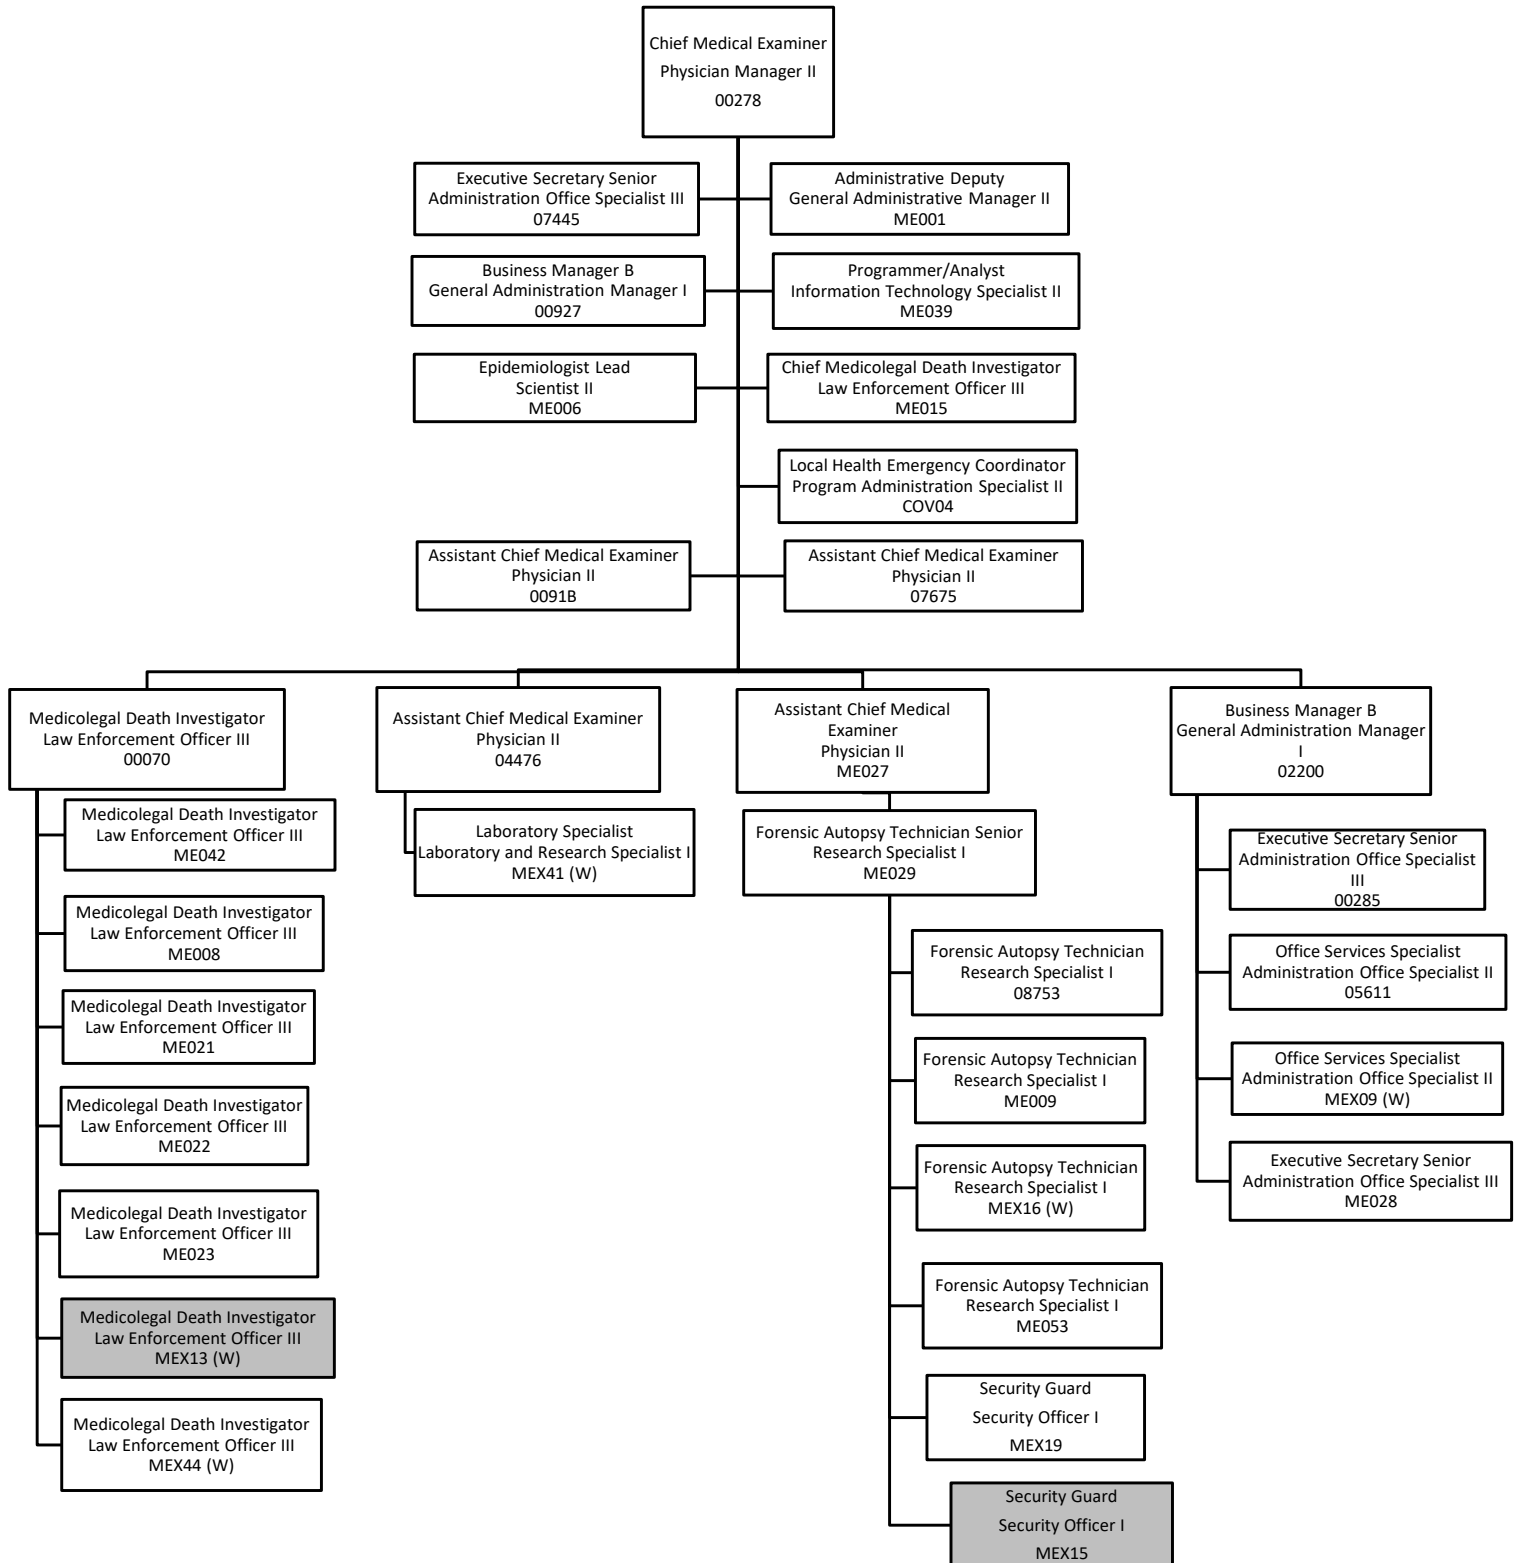 Chief Medical Examiner
Physician Manager II
00278
Executive Secretary Senior
Administration Office Specialist III
07445
Administrative Deputy
General Administrative Manager II
ME001
Business Manager B
General Administration Manager I
00927
Programmer/Analyst
Information Technology Specialist II
ME039
Epidemiologist Lead
Scientist II
ME006
Chief Medicolegal Death Investigator
Law Enforcement Officer III
ME015
Local Health Emergency Coordinator
Program Administration Specialist II
COV04
Assistant Chief Medical Examiner
Physician II
0091B
Assistant Chief Medical Examiner
Physician II
07675
Medicolegal Death Investigator
Law Enforcement Officer III
00070
Medicolegal Death Investigator
Law Enforcement Officer III
ME042
Medicolegal Death Investigator
Law Enforcement Officer III
ME008
Medicolegal Death Investigator
Law Enforcement Officer III
ME021
Medicolegal Death Investigator
Law Enforcement Officer III
ME022
Medicolegal Death Investigator
Law Enforcement Officer III
ME023
Medicolegal Death Investigator
Law Enforcement Officer III
MEX13 (W)
Medicolegal Death Investigator
Law Enforcement Officer III
MEX44 (W)
Assistant Chief Medical Examiner
Physician II
04476
Laboratory Specialist
Laboratory and Research Specialist I
MEX41 (W)
Assistant Chief Medical
Examiner
Physician II
ME027
Forensic Autopsy Technician Senior
Research Specialist I
ME029
Forensic Autopsy Technician
Research Specialist I
08753
Forensic Autopsy Technician
Research Specialist I
ME009
Forensic Autopsy Technician
Research Specialist I
MEX16 (W)
Forensic Autopsy Technician
Research Specialist I
ME053
Security Guard
Security Officer I
MEX19
Security Guard
Security Officer I
MEX15
Business Manager B
General Administration Manager
I
02200
Executive Secretary Senior
Administration Office Specialist
III
00285
Office Services Specialist
Administration Office Specialist II
05611
Office Services Specialist
Administration Office Specialist II
MEX09 (W)
Executive Secretary Senior
Administration Office Specialist III
ME028